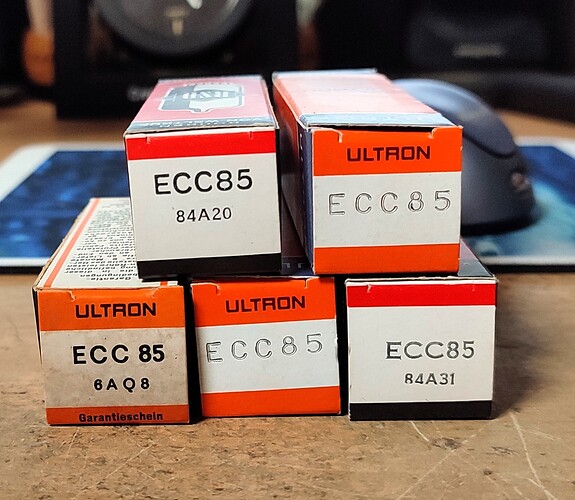 ECC85
84A20
ULTRON
ECC85
ULTRON
ECC 85
6AQ8
Garantieschein
ULTRON
ECC85
ECC85
84A31